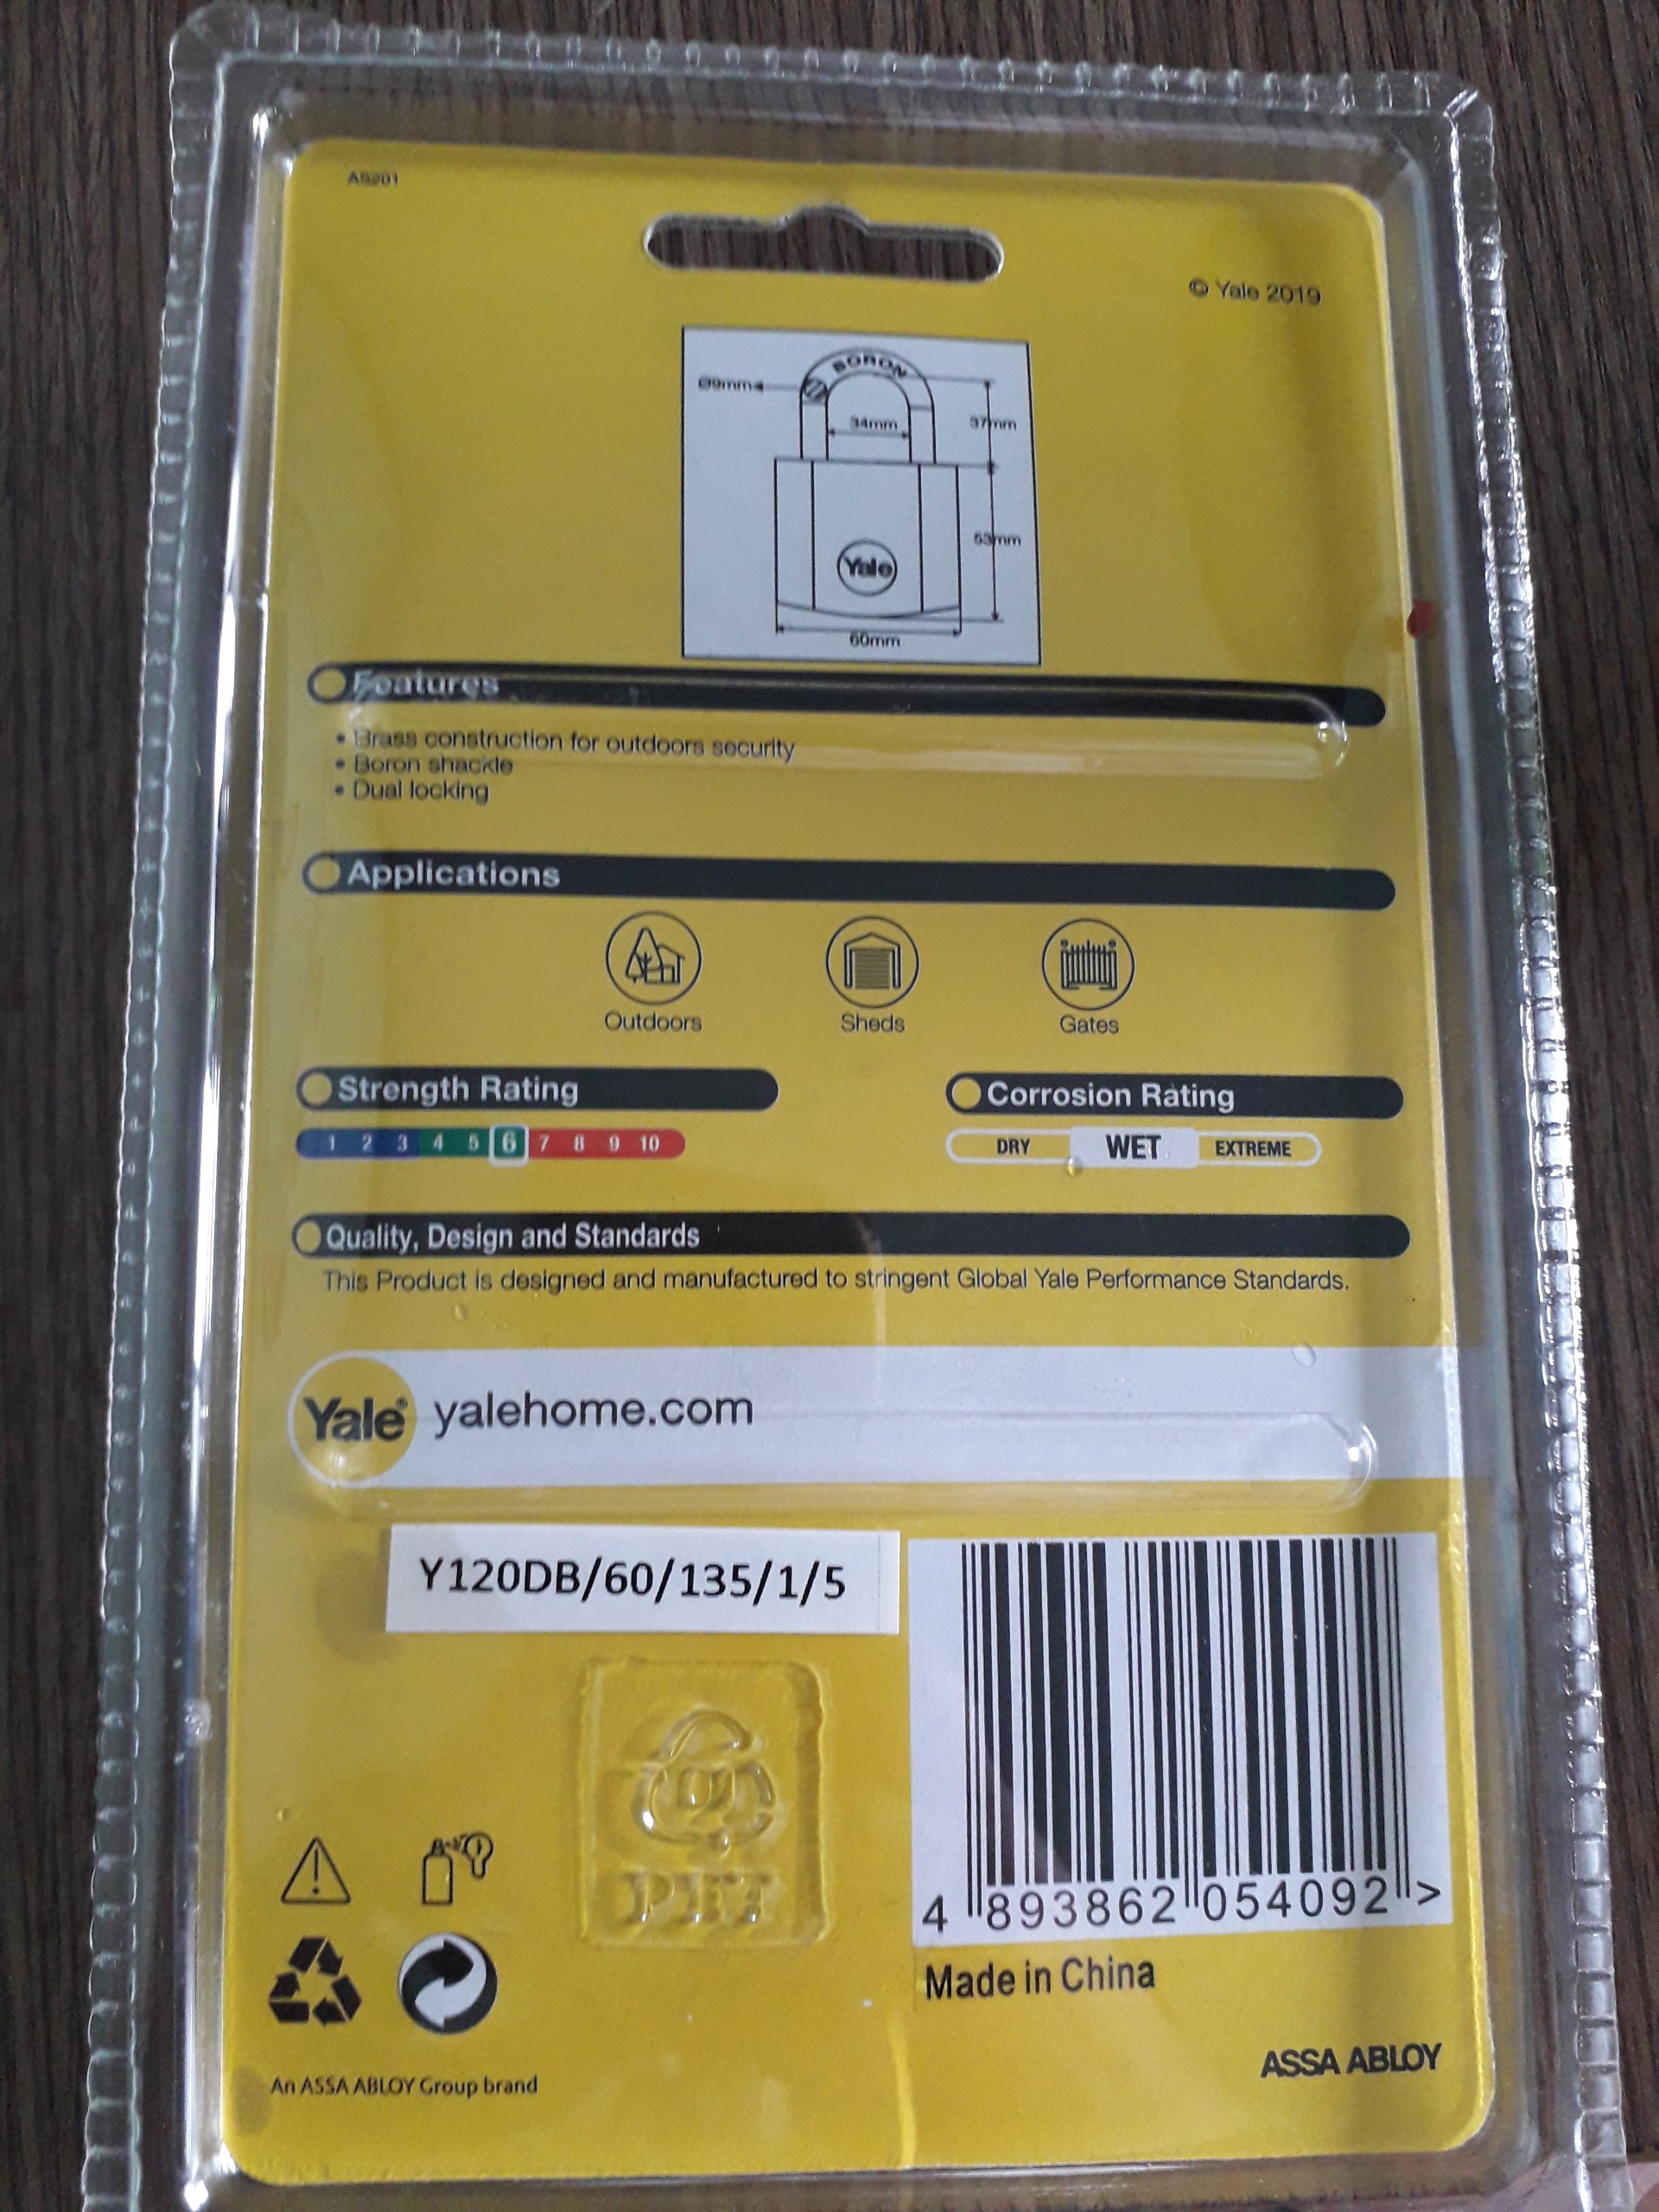 AS201
© Yale 2019
BORON
Ø9mm
34mm
37mm
Yale
53mm
60mm
Features
• Brass construction for outdoors security
• Boron shackle
• Dual locking
Applications
Outdoors Sheds Gates
Strength Rating
1 2 3 4 5 6 7 8 9 10
Corrosion Rating
DRY WET EXTREME
Quality, Design and Standards
This Product is designed and manufactured to stringent Global Yale Performance Standards.
Yale® yalehome.com
Y120DB/60/135/1/5
PET
4 893862 054092 >
Made in China
ASSA ABLOY
An ASSA ABLOY Group brand